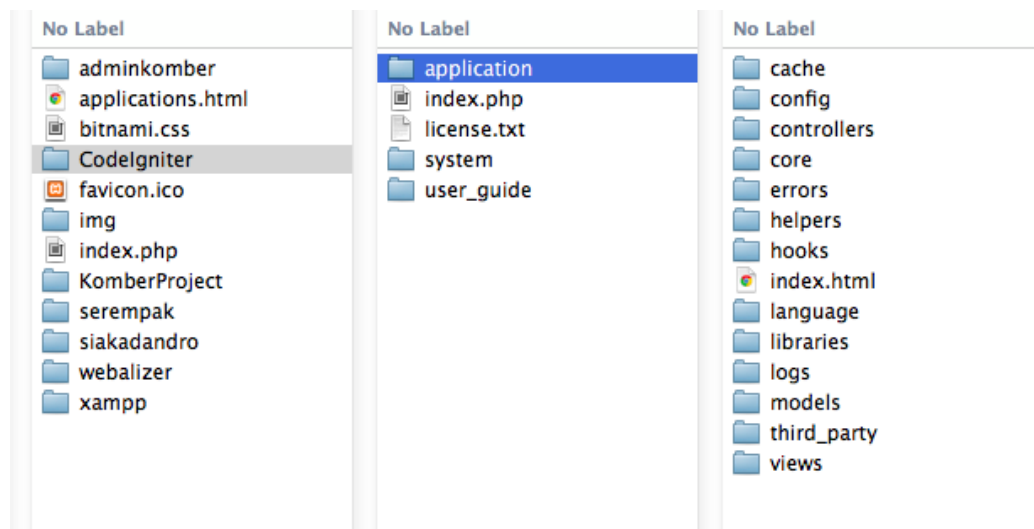 No Label
adminkomber
applications.html
bitnami.css
CodeIgniter
favicon.ico
img
index.php
KomberProject
serempak
siakadandro
webalizer
xampp
No Label
application
index.php
license.txt
system
user_guide
No Label
cache
config
controllers
core
errors
helpers
hooks
index.html
language
libraries
logs
models
third_party
views